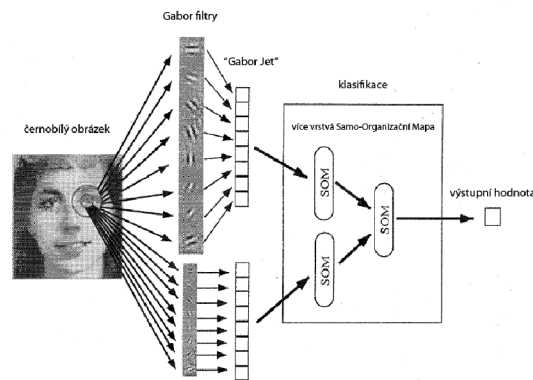 Gabor filtry
"Gabor Jet"
klasifikace
černobílý obrázek
více vrstvá Samo-Organizační Mapa
SOM
SOM
SOM
výstupní hodnota